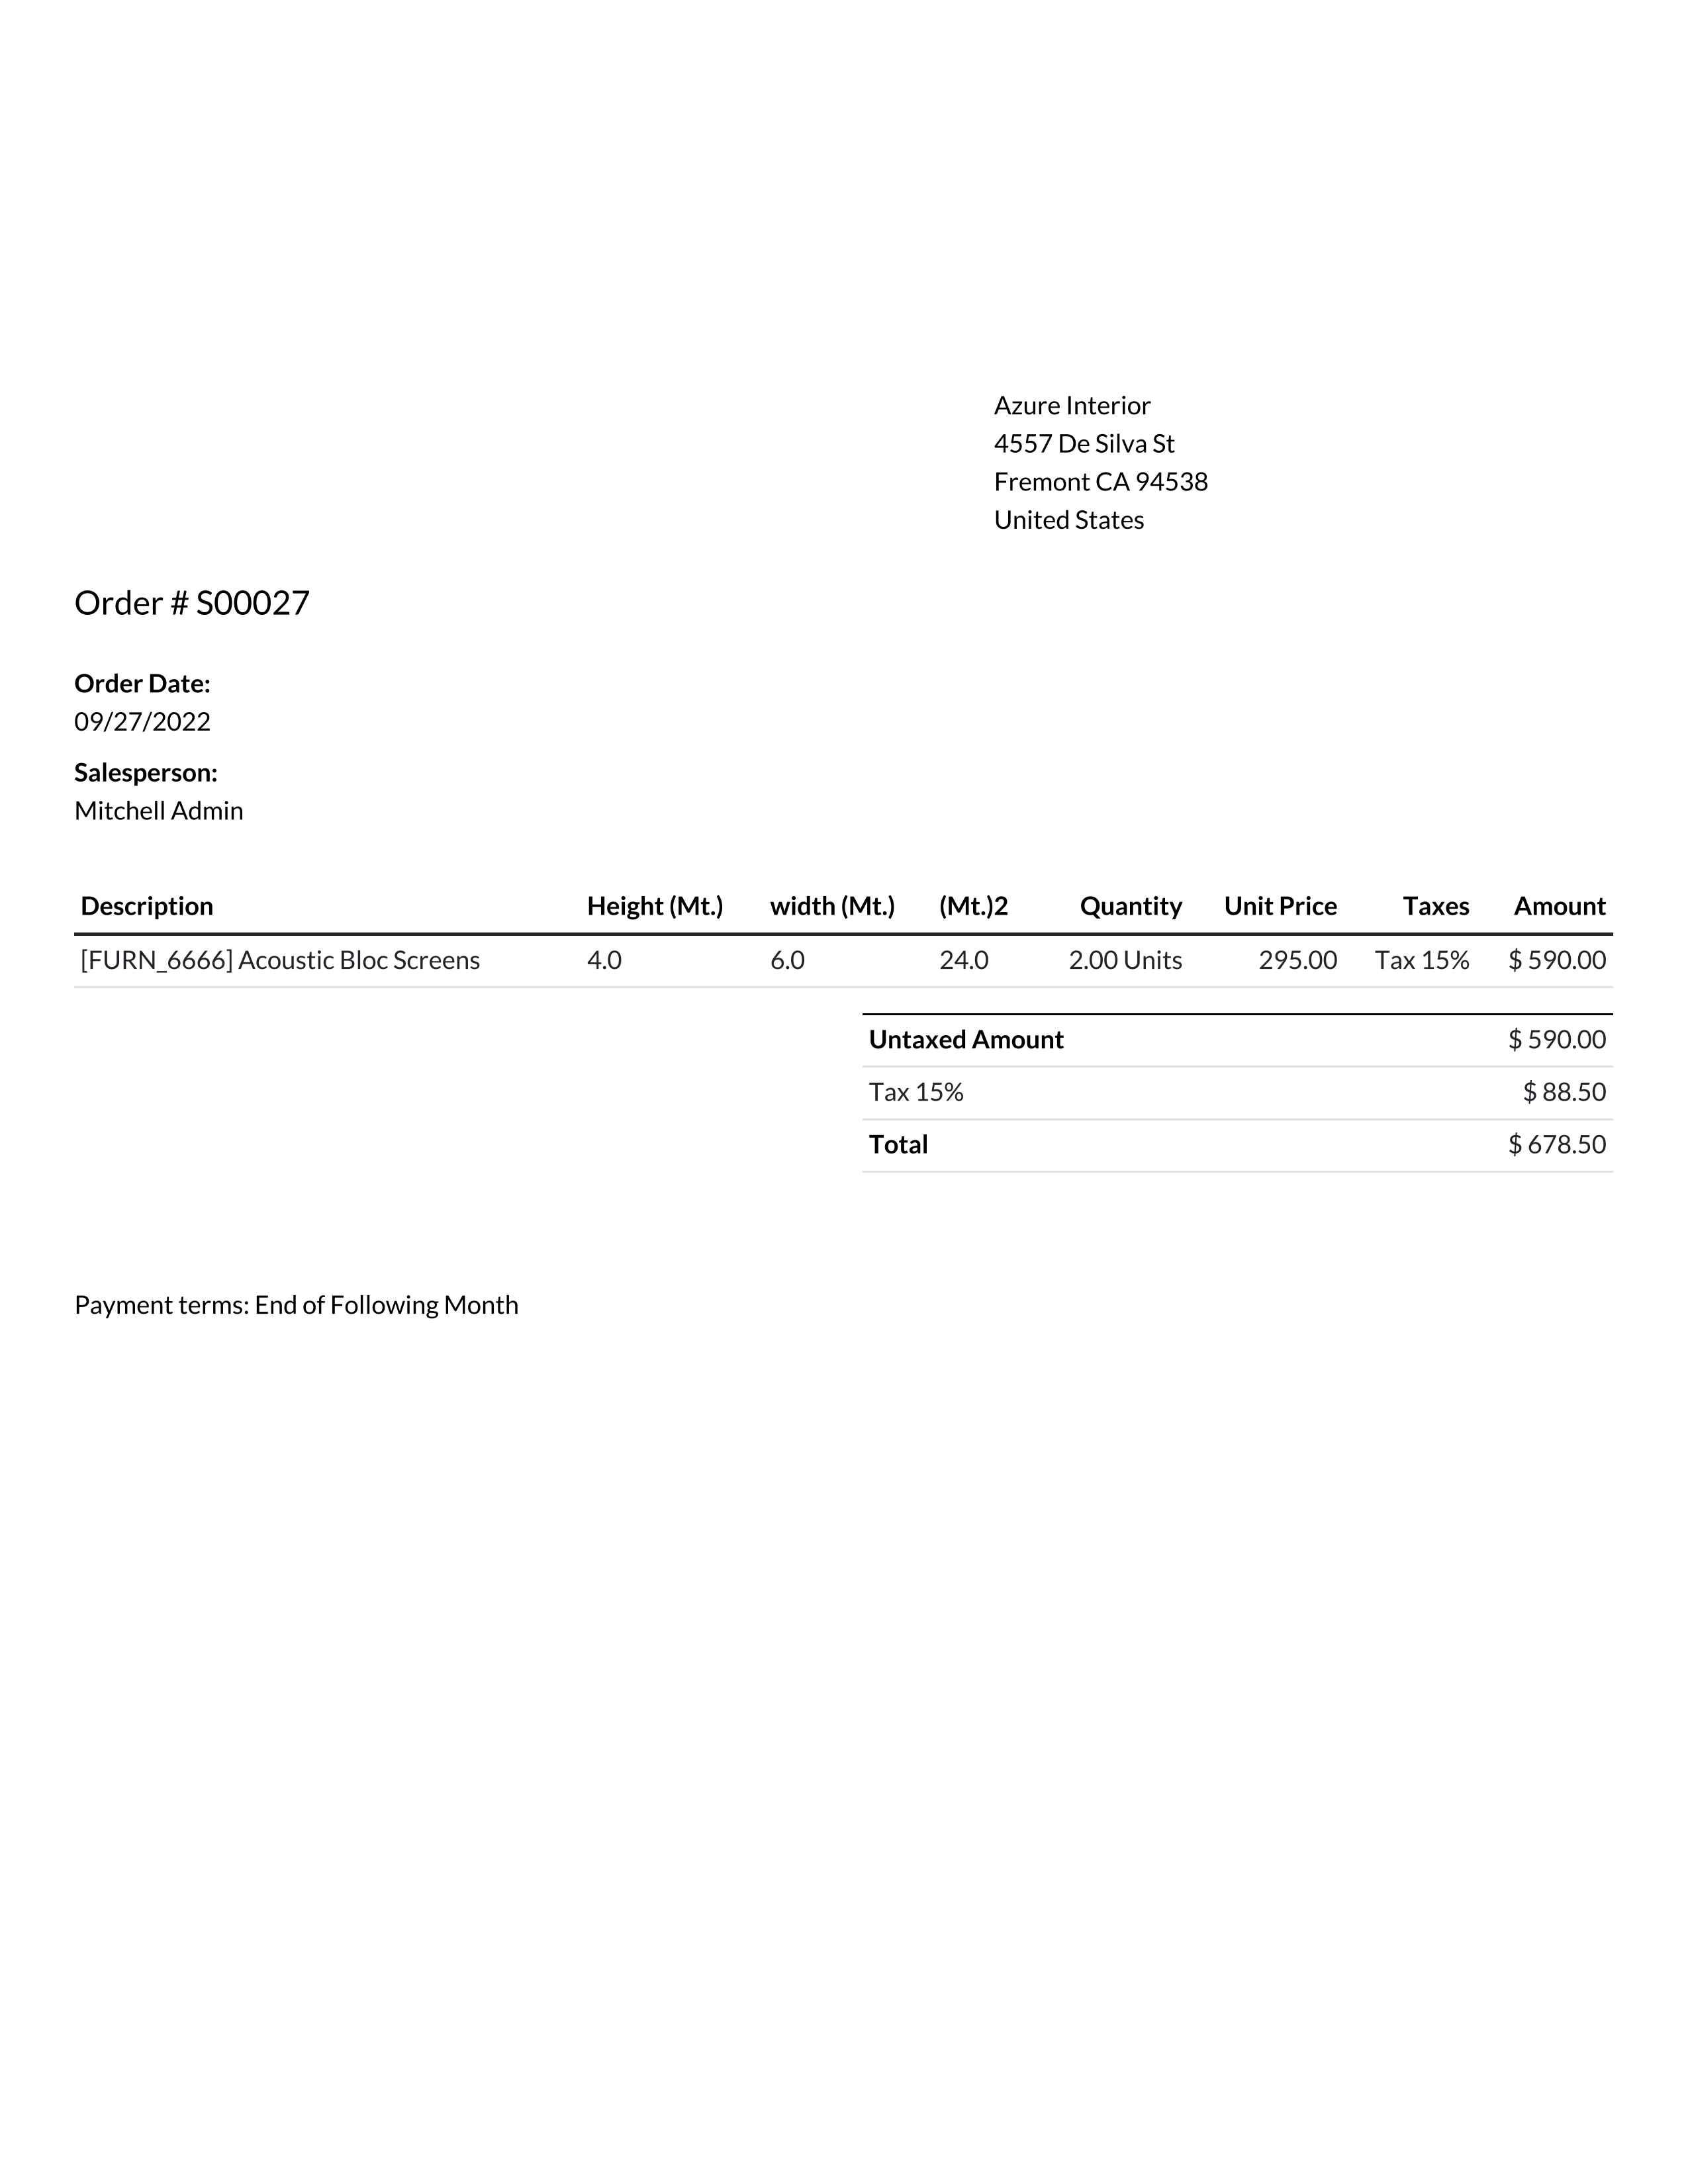 Azure Interior
4557 De Silva St
Fremont CA 94538
United States
Order # S00027
Order Date:
09/27/2022
Salesperson:
Mitchell Admin
Description Height (Mt.) width (Mt.) (Mt.)2 Quantity Unit Price Taxes Amount
[FURN_6666] Acoustic Bloc Screens 4.0 6.0 24.0 2.00 Units 295.00 Tax 15% $ 590.00
Untaxed Amount $ 590.00
Tax 15% $ 88.50
Total $ 678.50
Payment terms: End of Following Month